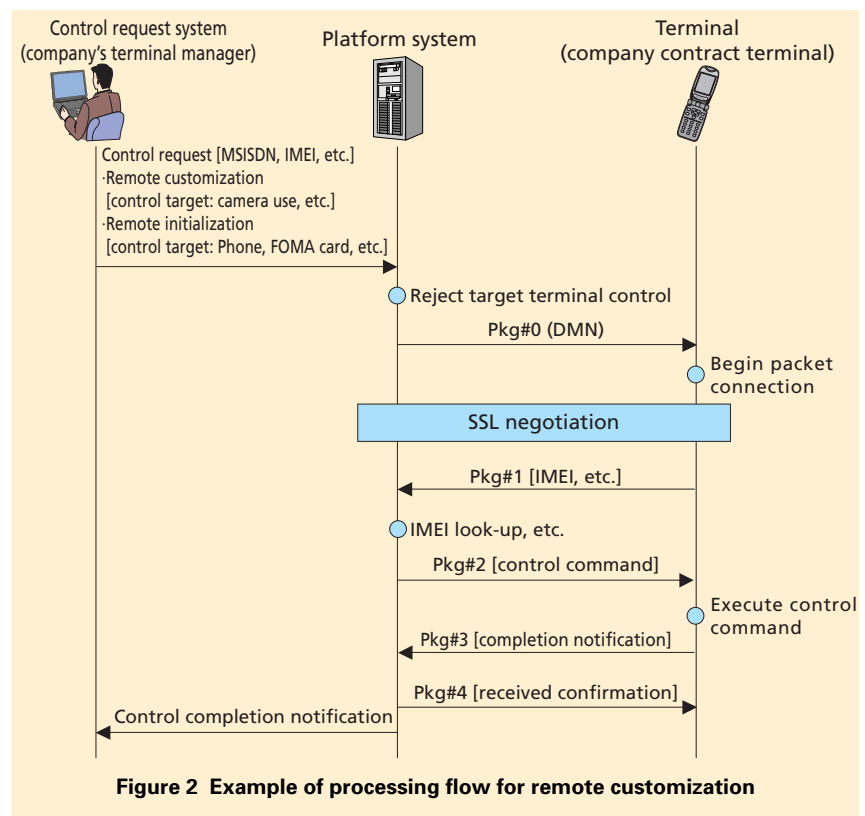 Control request system
(company's terminal manager)
Platform system
Terminal
(company contract terminal)
Control request [MSISDN, IMEI, etc.]
·Remote customization
[control target: camera use, etc.]
·Remote initialization
[control target: Phone, FOMA card, etc.]
Reject target terminal control
Pkg#0 (DMN)
Begin packet
connection
SSL negotiation
Pkg#1 [IMEI, etc.]
IMEI look-up, etc.
Pkg#2 [control command]
Execute control
command
Pkg#3 [completion notification]
Pkg#4 [received confirmation]
Control completion notification
Figure 2 Example of processing flow for remote customization